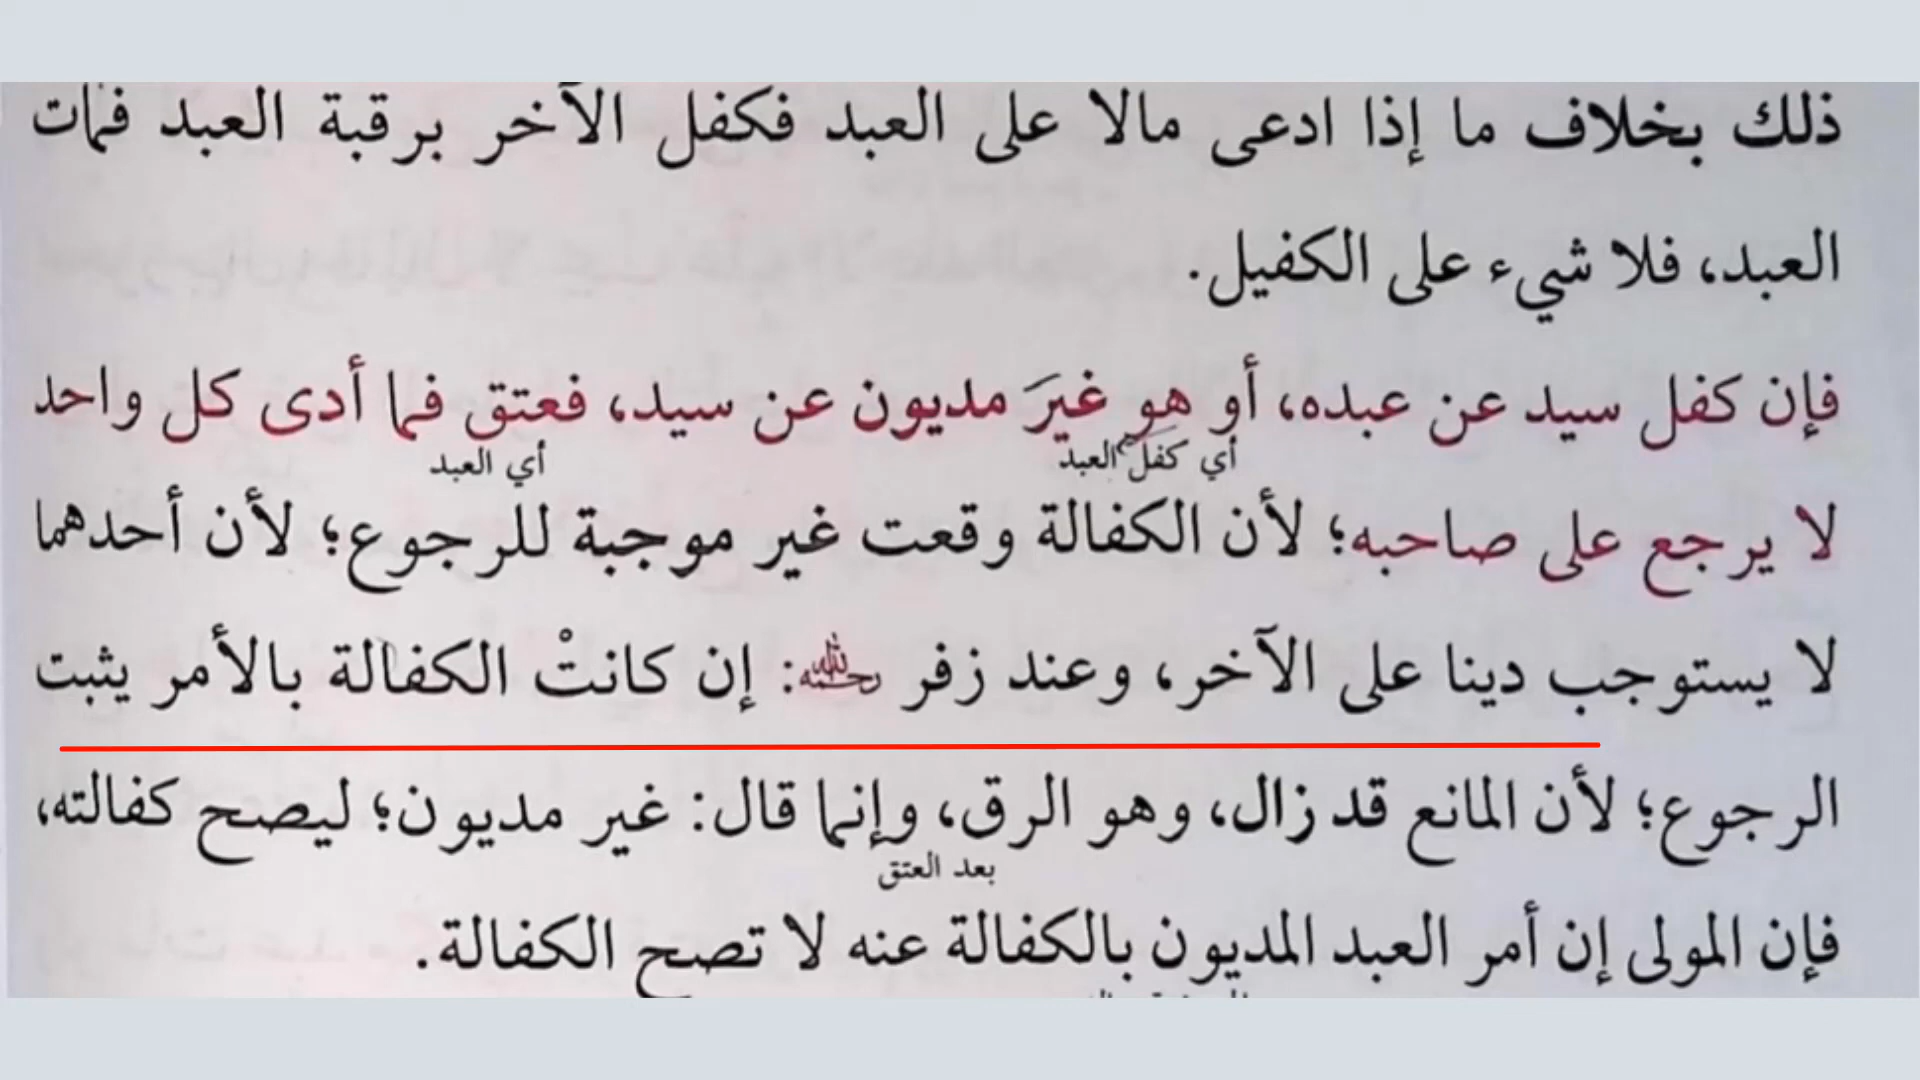 ذلك بخلاف ما إذا ادعى مالا على العبد فكفل الآخر برقبة العبد فمات
العبد، فلا شيء على الكفيل.
فإن كفل سيد عن عبده، أو هو غيرَ مديون عن سيد، فعتق فما أدى كل واحد
أي كفل العبد
أي العبد
لا يرجع على صاحبه؛ لأن الكفالة وقعت غير موجبة للرجوع؛ لأن أحدهما
لا يستوجب دينا على الآخر، وعند زفر رحمه الله: إن كانتْ الكفالة بالأمر يثبت
الرجوع؛ لأن المانع قد زال، وهو الرق، وإنما قال: غير مديون؛ ليصح كفالته،
بعد العتق
فإن المولى إن أمر العبد المديون بالكفالة عنه لا تصح الكفالة.